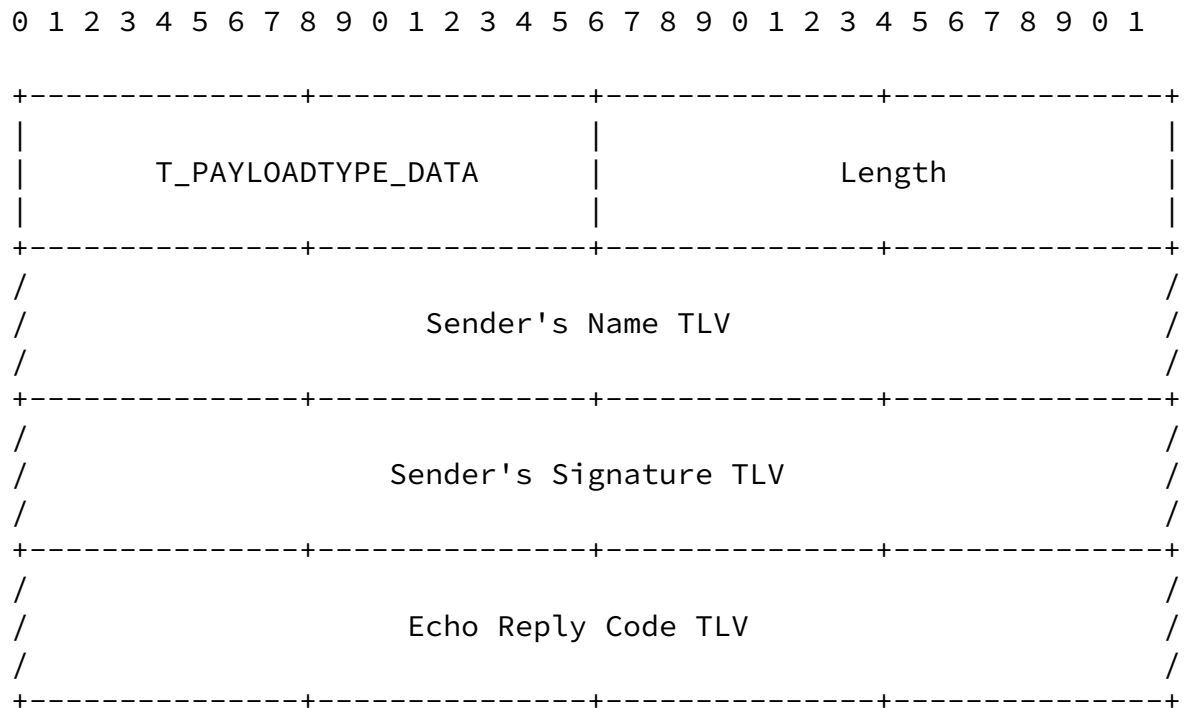 0 1 2 3 4 5 6 7 8 9 0 1 2 3 4 5 6 7 8 9 0 1 2 3 4 5 6 7 8 9 0 1
+---------------+---------------+---------------+---------------+
|                               |                               |
|       T_PAYLOADTYPE_DATA      |             Length            |
|                               |                               |
+---------------+---------------+---------------+---------------+
/                                                               /
/                      Sender's Name TLV                        /
/                                                               /
+---------------+---------------+---------------+---------------+
/                                                               /
/                    Sender's Signature TLV                     /
/                                                               /
+---------------+---------------+---------------+---------------+
/                                                               /
/                     Echo Reply Code TLV                       /
/                                                               /
+---------------+---------------+---------------+---------------+